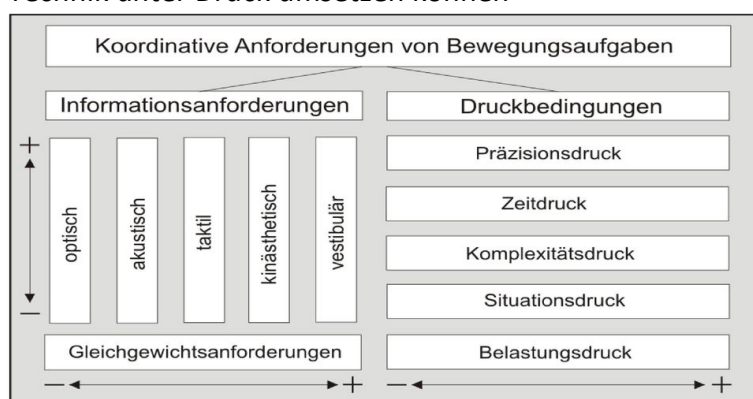 Technik unter Druck umsetzen können
Koordinative Anforderungen von Bewegungsaufgaben
Informationsanforderungen
Druckbedingungen
+
−
optisch
akustisch
taktil
kinästhetisch
vestibulär
Präzisionsdruck
Zeitdruck
Komplexitätsdruck
Situationsdruck
Gleichgewichtsanforderungen
Belastungsdruck
− +
− +